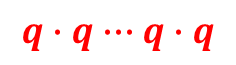 q · q ⋯ q · q